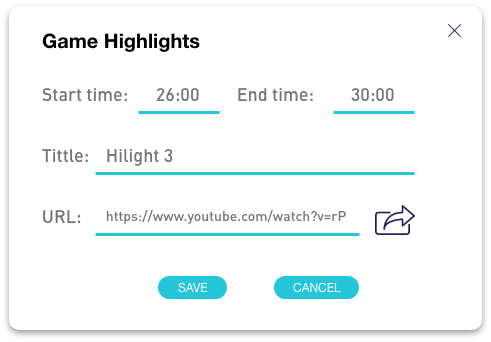 Game Highlights
Start time: 26:00 End time: 30:00
Tittle: Hilight 3
URL: https://www.youtube.com/watch?v=rP
SAVE CANCEL